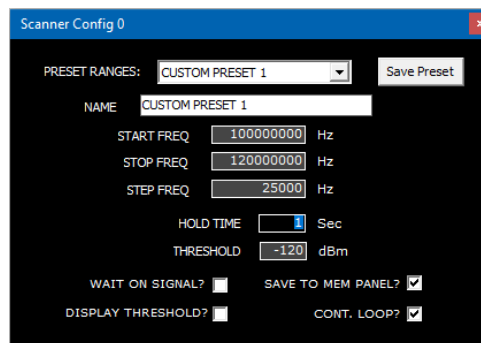 Scanner Config 0
PRESET RANGES: CUSTOM PRESET 1 Save Preset
NAME CUSTOM PRESET 1
START FREQ 100000000 Hz
STOP FREQ 120000000 Hz
STEP FREQ 25000 Hz
HOLD TIME 1 Sec
THRESHOLD -120 dBm
WAIT ON SIGNAL? SAVE TO MEM PANEL?
DISPLAY THRESHOLD? CONT. LOOP?